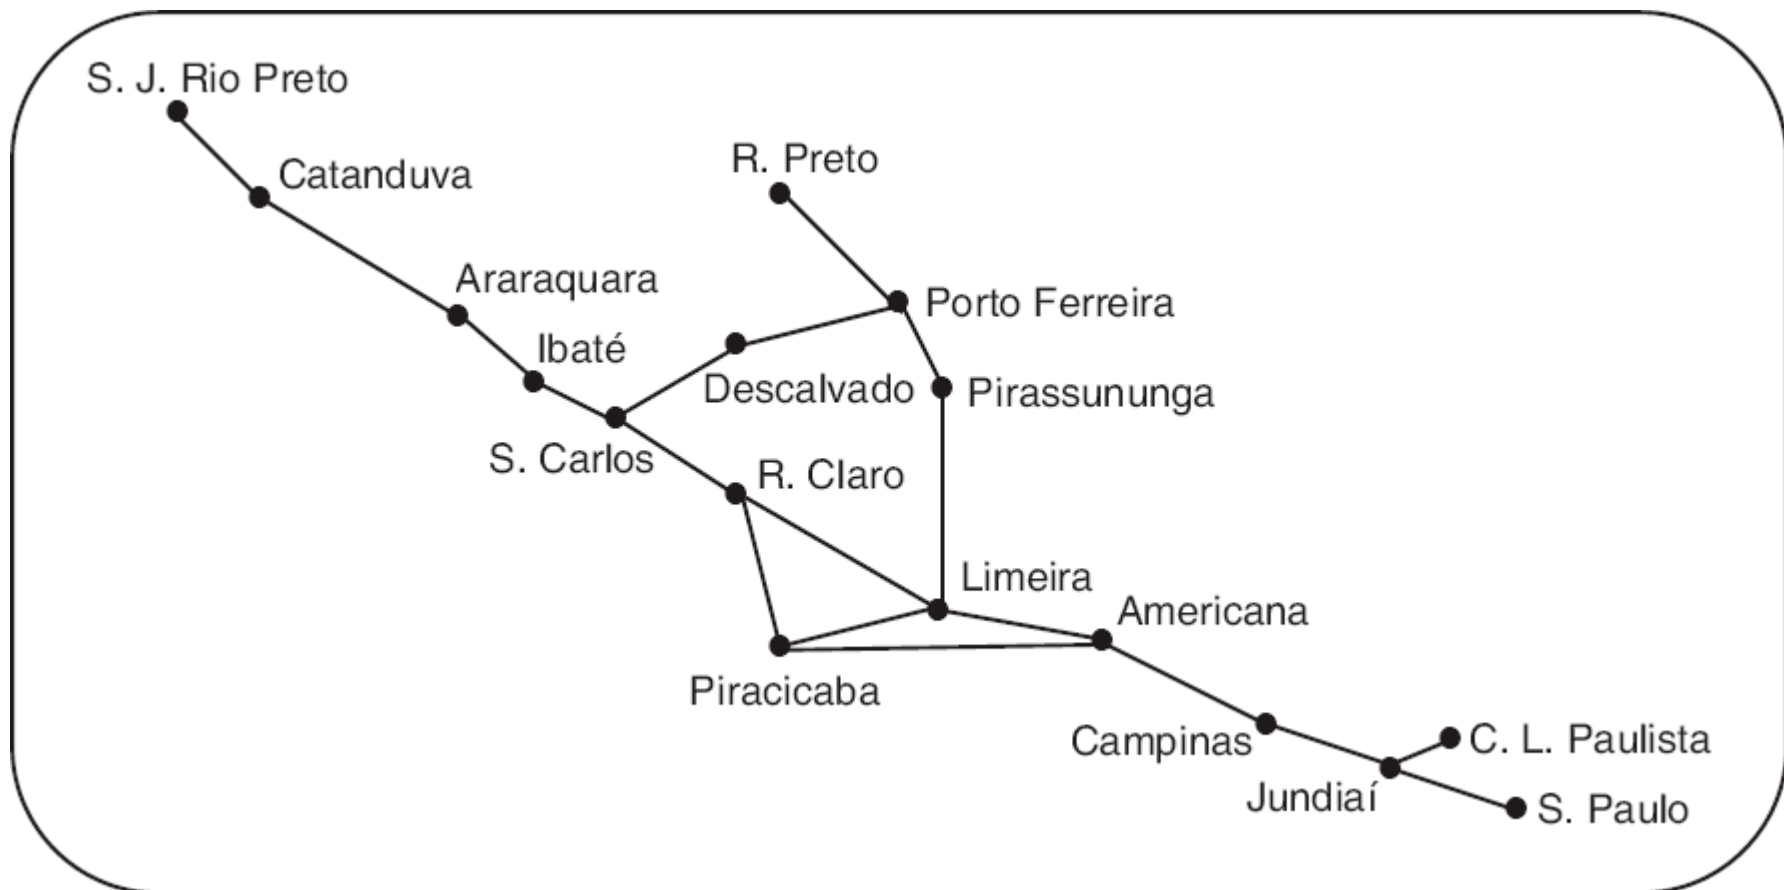 S. J. Rio Preto
R. Preto
Catanduva
Araraquara
Porto Ferreira
Ibaté
Descalvado
Pirassununga
S. Carlos
R. Claro
Limeira
Americana
Piracicaba
Campinas
C. L. Paulista
Jundiaí
S. Paulo